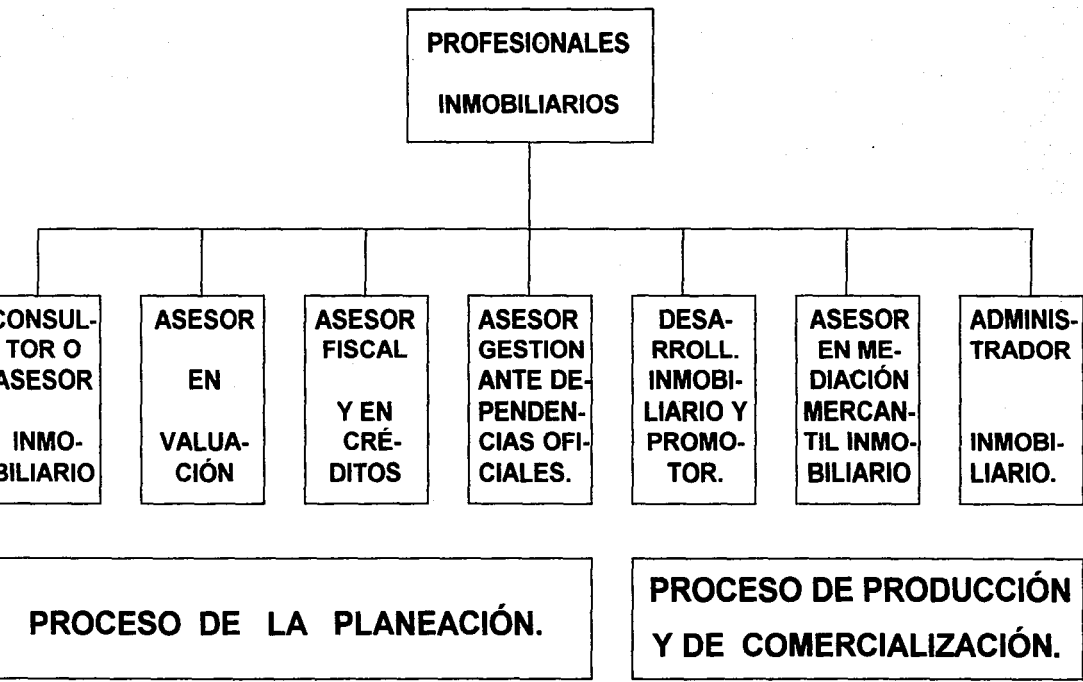 PROFESIONALES
INMOBILIARIOS
CONSUL-
TOR O
ASESOR
INMO-
BILIARIO
ASESOR
EN
VALUA-
CIÓN
ASESOR
FISCAL
Y EN
CRÉ-
DITOS
ASESOR
GESTION
ANTE DE-
PENDEN-
CIAS OFI-
CIALES.
DESA-
RROLL.
INMOBI-
LIARIO Y
PROMO-
TOR.
ASESOR
EN ME-
DIACIÓN
MERCAN-
TIL INMO-
BILIARIO
ADMINIS-
TRADOR
INMOBI-
LIARIO.
PROCESO DE LA PLANEACIÓN.
PROCESO DE PRODUCCIÓN
Y DE COMERCIALIZACIÓN.